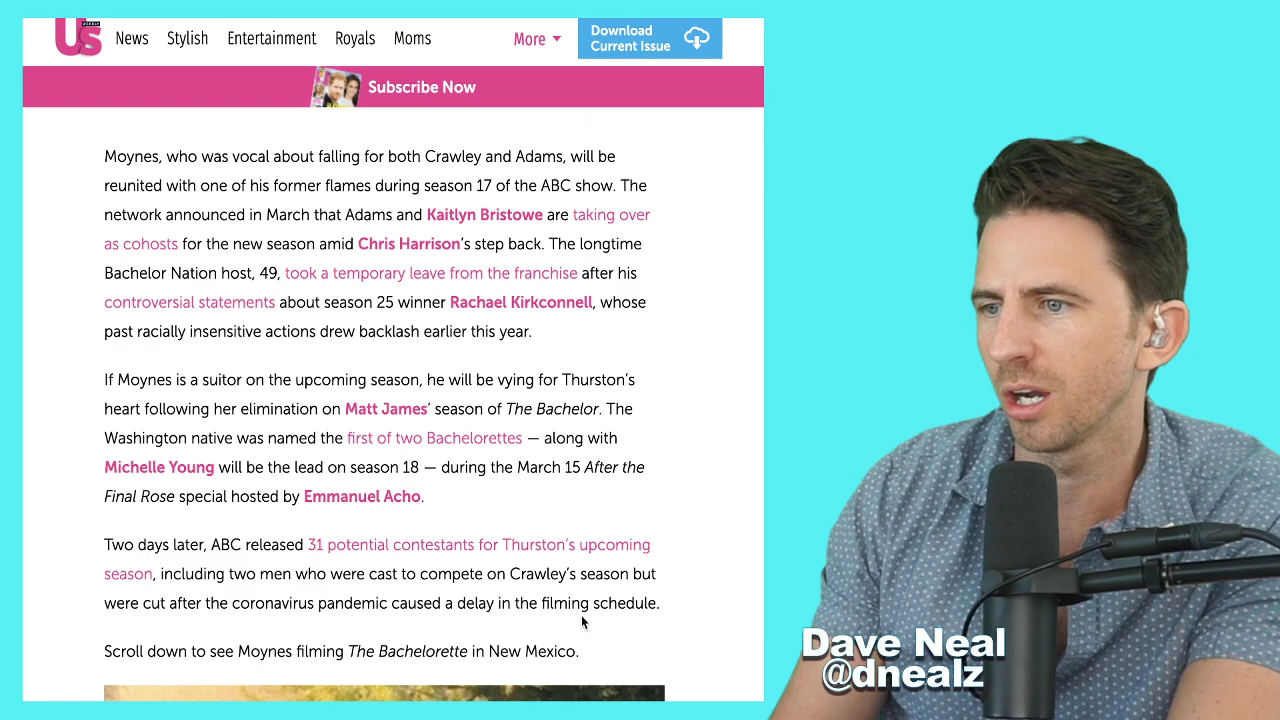 Us
WEEKLY
News Stylish Entertainment Royals Moms More
Download
Current Issue
Subscribe Now
Moynes, who was vocal about falling for both Crawley and Adams, will be
reunited with one of his former flames during season 17 of the ABC show. The
network announced in March that Adams and Kaitlyn Bristowe are taking over
as cohosts for the new season amid Chris Harrison's step back. The longtime
Bachelor Nation host, 49, took a temporary leave from the franchise after his
controversial statements about season 25 winner Rachael Kirkconnell, whose
past racially insensitive actions drew backlash earlier this year.
If Moynes is a suitor on the upcoming season, he will be vying for Thurston's
heart following her elimination on Matt James' season of The Bachelor. The
Washington native was named the first of two Bachelorettes — along with
Michelle Young will be the lead on season 18 — during the March 15 After the
Final Rose special hosted by Emmanuel Acho.
Two days later, ABC released 31 potential contestants for Thurston's upcoming
season, including two men who were cast to compete on Crawley's season but
were cut after the coronavirus pandemic caused a delay in the filming schedule.
Scroll down to see Moynes filming The Bachelorette in New Mexico.
Dave Neal
@dnealz